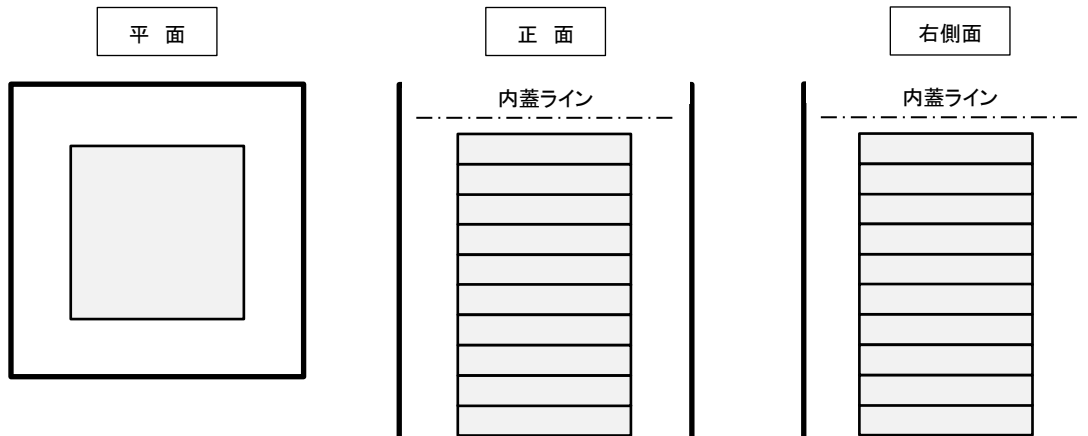 平 面
正 面
右側面
内蓋ライン
内蓋ライン